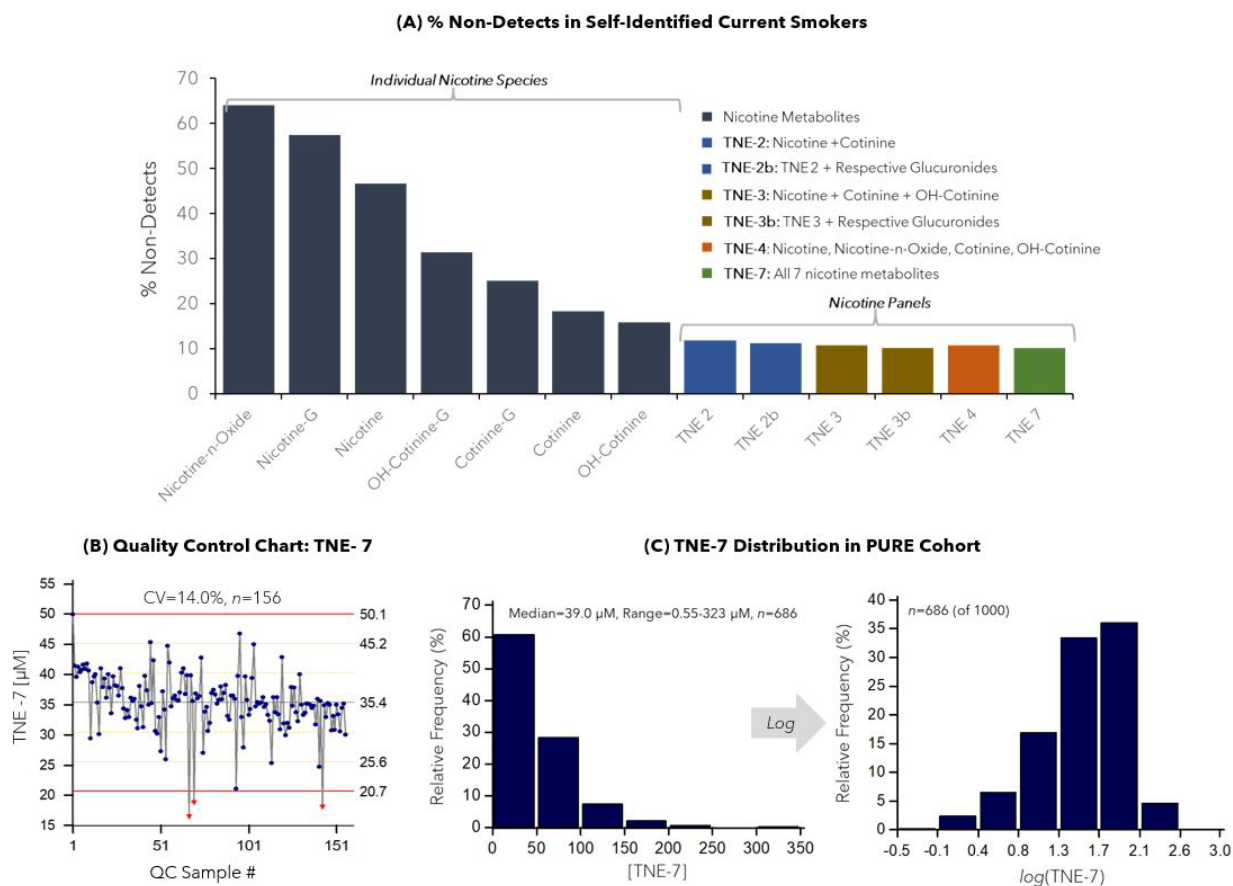 (A) % Non-Detects in Self-Identified Current Smokers
Individual Nicotine Species
% Non-Detects
70
60
50
40
30
20
10
0
Nicotine Metabolites
TNE-2: Nicotine +Cotinine
TNE-2b: TNE2 + Respective Glucuronides
TNE-3: Nicotine + Cotinine + OH-Cotinine
TNE-3b: TNE3 + Respective Glucuronides
TNE-4: Nicotine, Nicotine-n-Oxide, Cotinine, OH-Cotinine
TNE-7: All 7 nicotine metabolites
Nicotine Panels
Nicotine-n-Oxide
Nicotine-G
Nicotine
OH-Cotinine-G
Cotinine-G
Cotinine
OH-Cotinine
TNE 2
TNE 2b
TNE 3
TNE 3b
TNE 4
TNE 7
(B) Quality Control Chart: TNE- 7
CV=14.0%, n=156
TNE -7 [µM]
55
50
45
40
35
30
25
20
15
50.1
45.2
40.3
35.4
30.5
25.6
20.7
1 51 101 151
QC Sample #
(C) TNE-7 Distribution in PURE Cohort
Median=39.0 µM, Range=0.55-323 µM, n=686
Relative Frequency (%)
70
60
50
40
30
20
10
0
0 50 100 150 200 250 300 350
[TNE-7]
Log
n=686 (of 1000)
Relative Frequency (%)
40
35
30
25
20
15
10
5
0
-0.5 -0.1 0.4 0.8 1.3 1.7 2.1 2.6 3.0
log(TNE-7)